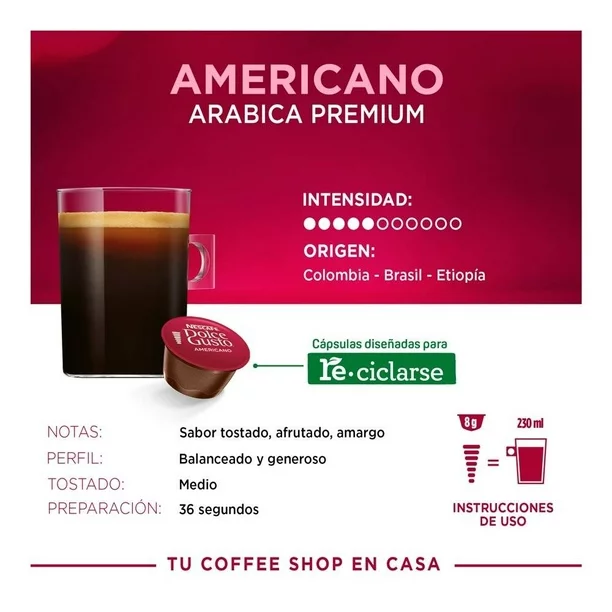 AMERICANO
ARABICA PREMIUM
INTENSIDAD:
ORIGEN:
Colombia - Brasil - Etiopía
NESCAFÉ
Dolce
Gusto
AMERICANO
Cápsulas diseñadas para
re•ciclarse
NOTAS: Sabor tostado, afrutado, amargo
PERFIL: Balanceado y generoso
TOSTADO: Medio
PREPARACIÓN: 36 segundos
8g 230 ml
=
INSTRUCCIONES
DE USO
TU COFFEE SHOP EN CASA